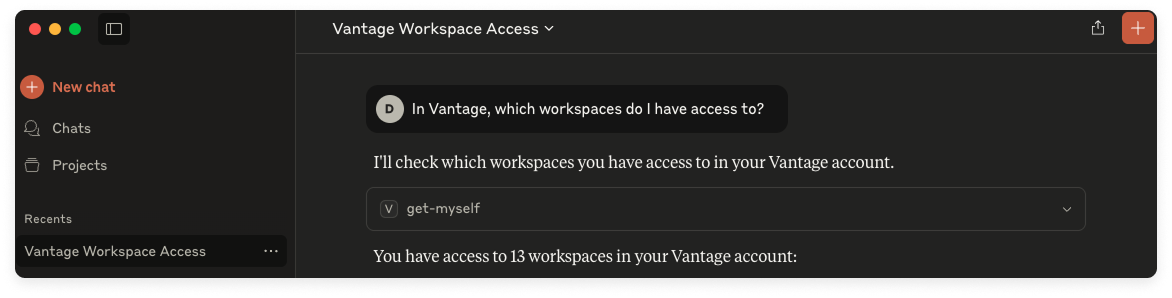 Vantage Workspace Access
New chat
Chats
Projects
Recents
Vantage Workspace Access
D
In Vantage, which workspaces do I have access to?
I'll check which workspaces you have access to in your Vantage account.
V
get-myself
You have access to 13 workspaces in your Vantage account: